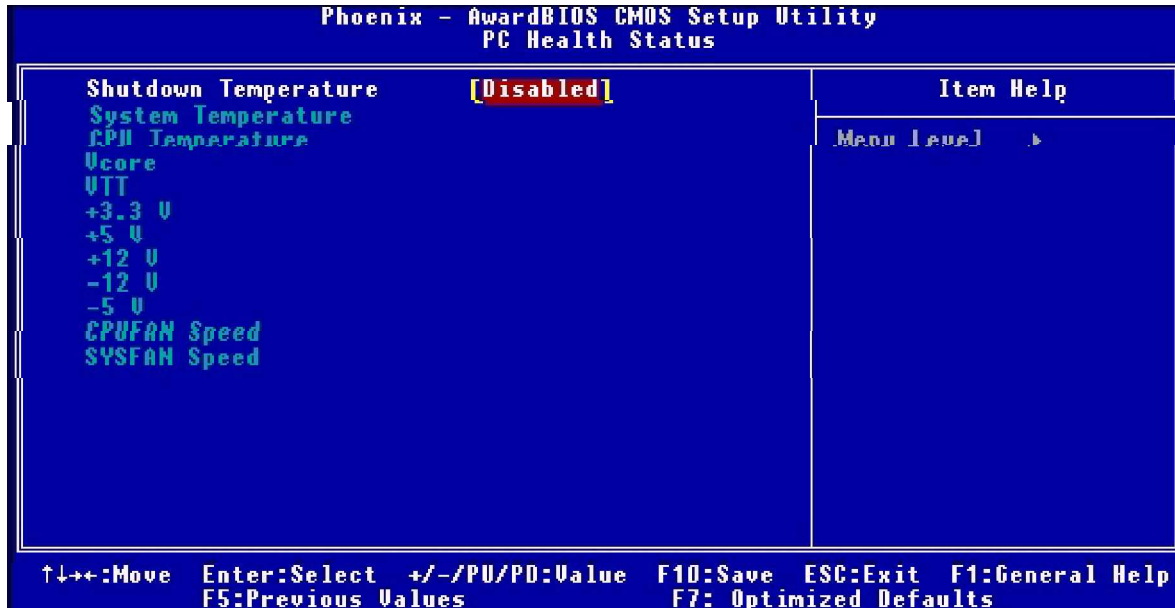 Phoenix - AwardBIOS CMOS Setup Utility
PC Health Status
Shutdown Temperature [Disabled]
Item Help
System Temperature
CPU Temperature
Menu Level ▸
Vcore
VTT
+3.3 V
+5 V
+12 V
-12 V
-5 V
CPUFAN Speed
SYSFAN Speed
↑↓→←:Move Enter:Select +/-/PU/PD:Value F10:Save ESC:Exit F1:General Help
F5:Previous Values F7: Optimized Defaults